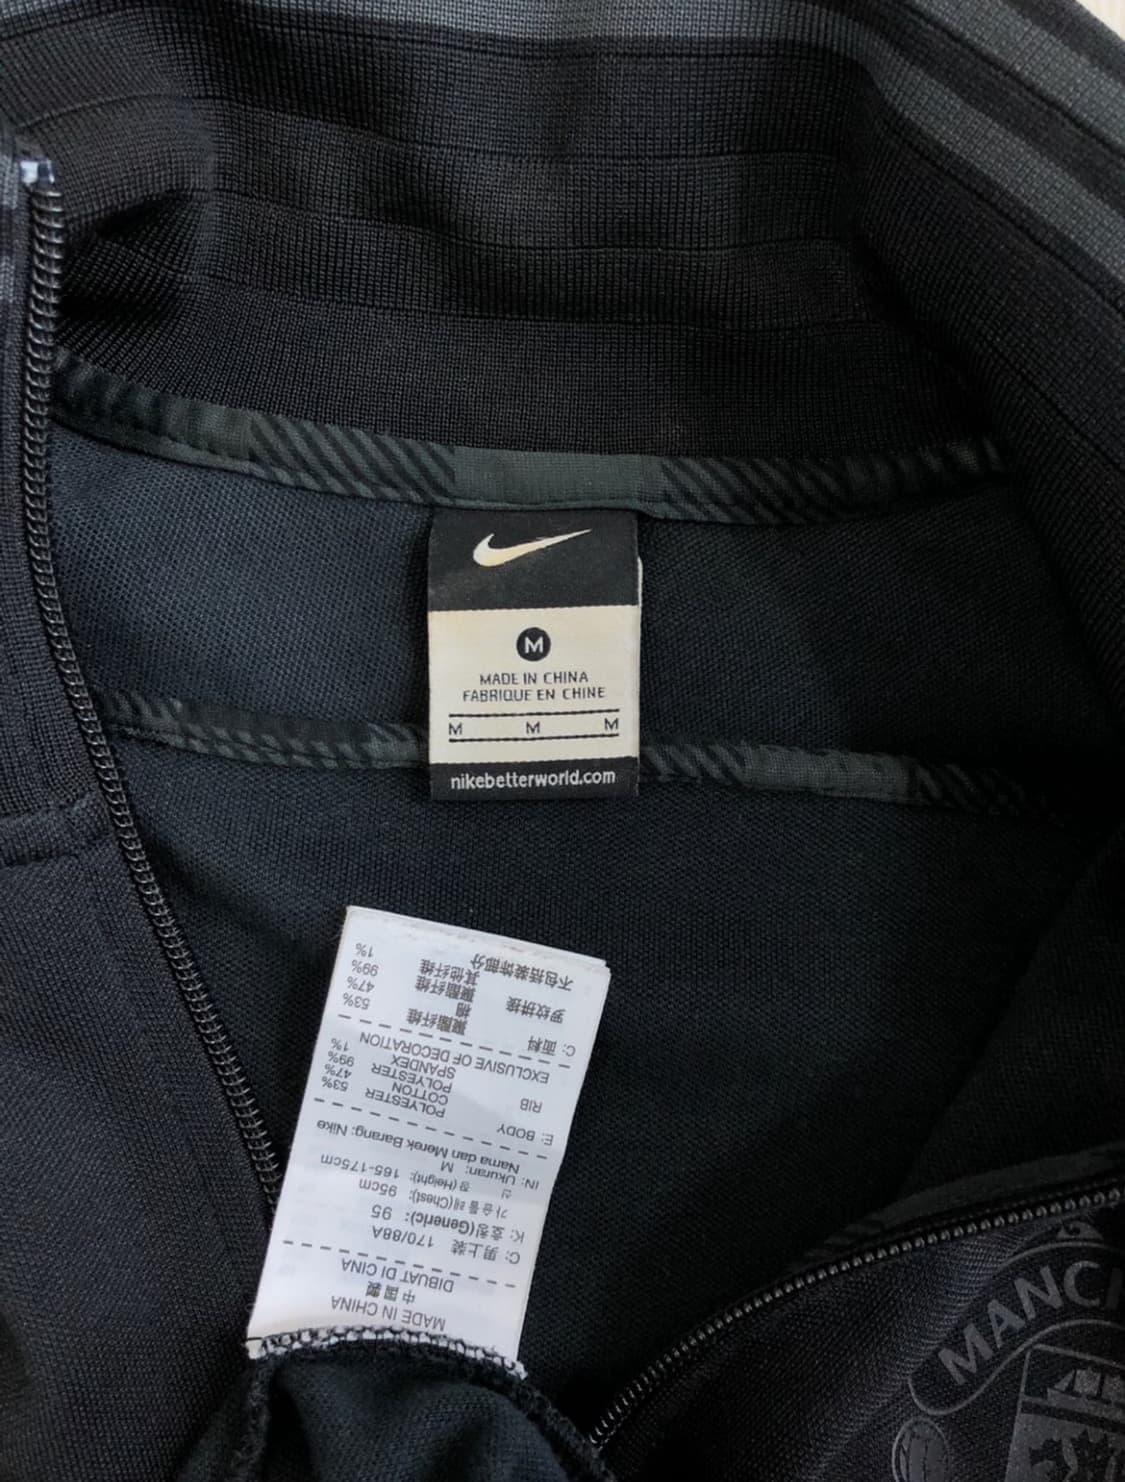 M
MADE IN CHINA
FABRIQUE EN CHINE
M M M
nikebetterworld.com
MADE IN CHINA
中国製
DIBUAT DI CINA
C: 男上装 170/88A
K: 호칭(Generic): 95
가슴둘레(Chest): 95cm
신장(Height): 165-175cm
IN: Ukuran: M
Nama dan Merek Barang: Nike
E: BODY POLYESTER 53%
COTTON 47%
RIB POLYESTER 99%
SPANDEX 1%
EXCLUSIVE OF DECORATION
C: 面料 聚酯纤维 53%
棉 47%
罗纹拼接 聚酯纤维 99%
其他纤维 1%
不包括装饰部分
MANCH